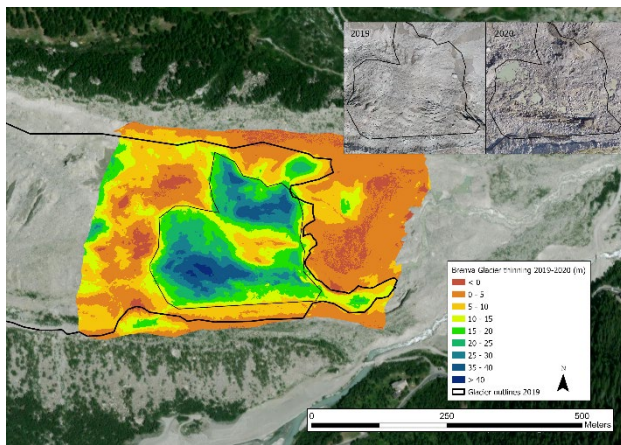 2019
2020
Brenva Glacier thinning 2019-2020 (m)
< 0
0 - 5
5 - 10
10 - 15
15 - 20
20 - 25
25 - 30
35 - 40
> 40
Glacier outlines 2019
N
0 250 500
Meters